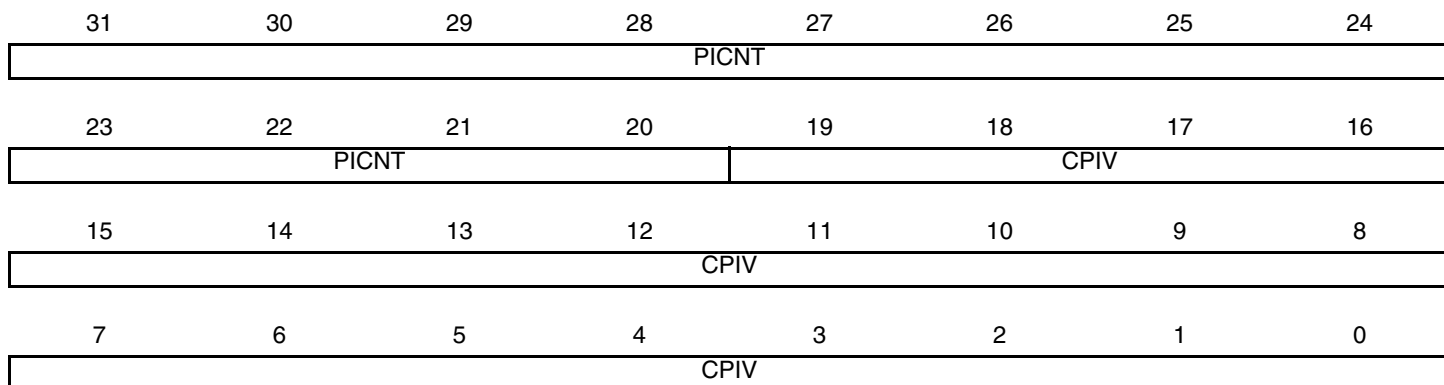 31 30 29 28 27 26 25 24
PICNT
23 22 21 20 19 18 17 16
PICNT CPIV
15 14 13 12 11 10 9 8
CPIV
7 6 5 4 3 2 1 0
CPIV